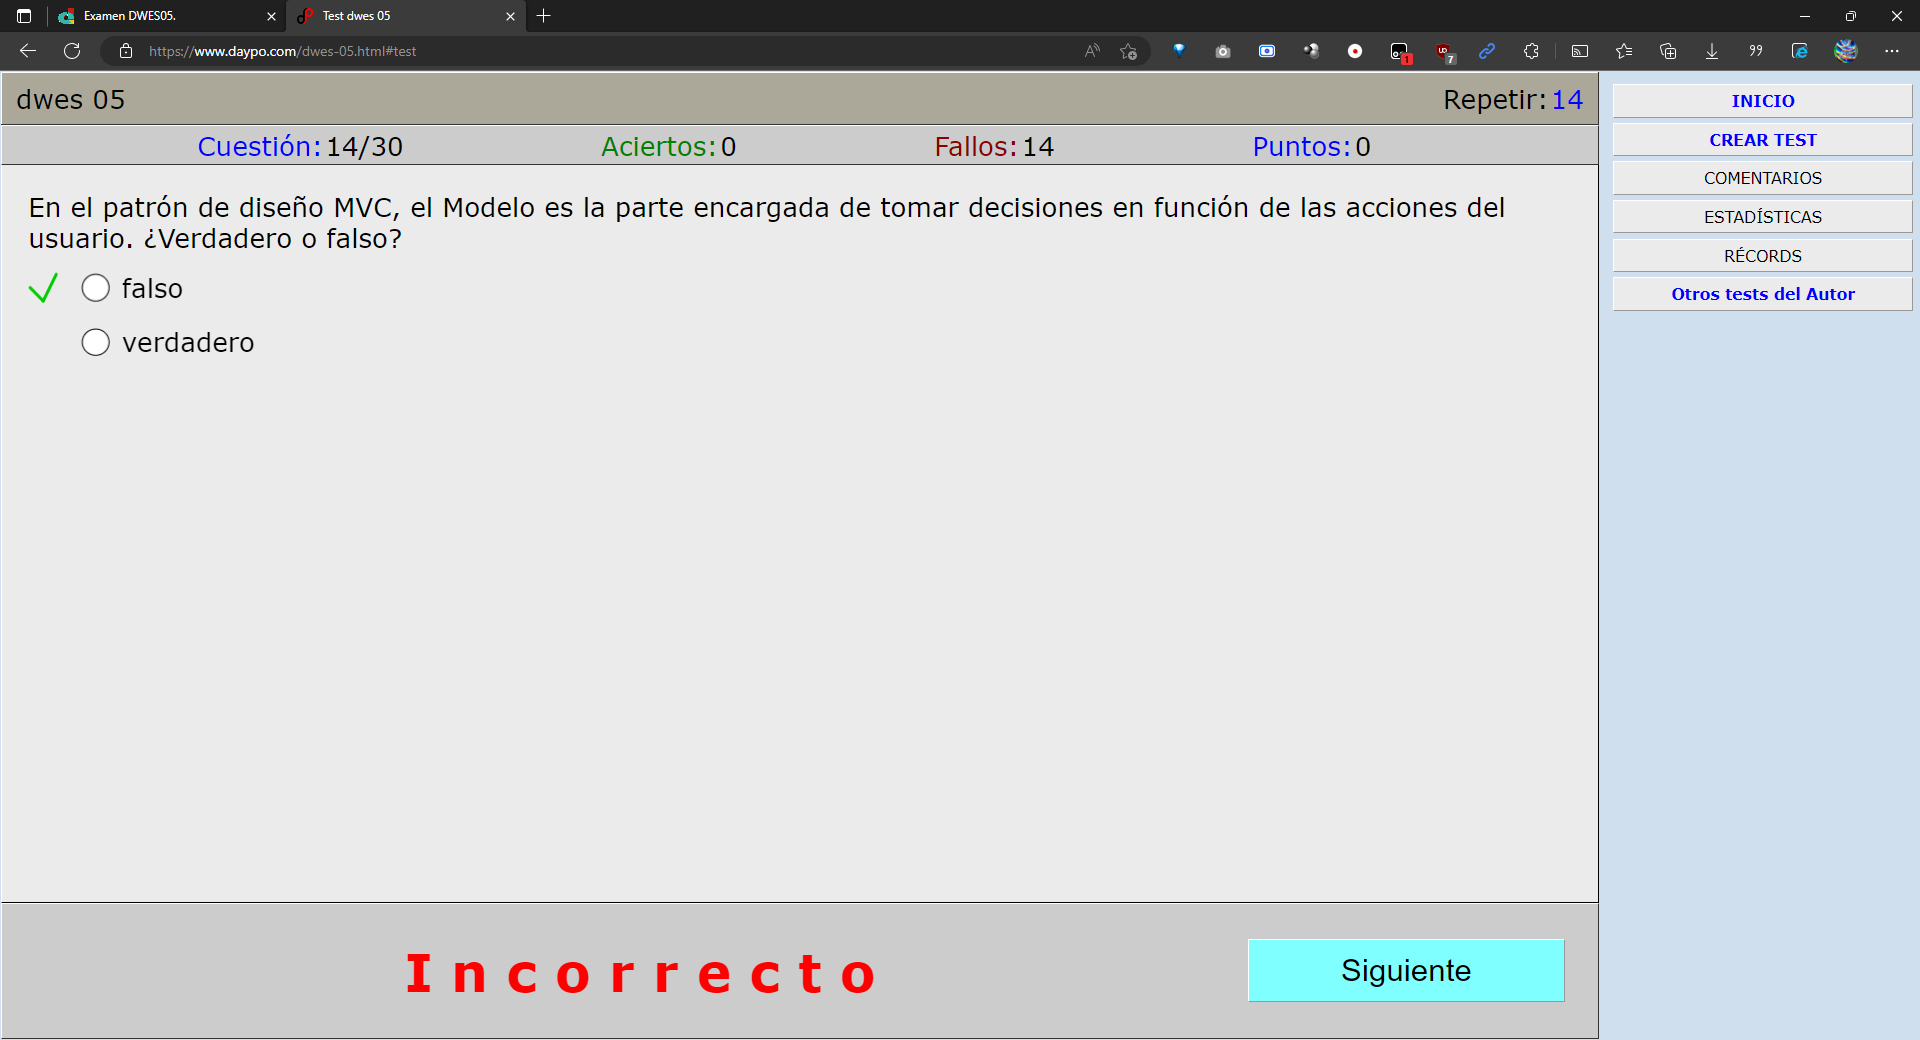 Examen DWES05.
Test dwes 05
https://www.daypo.com/dwes-05.html#test
1
7
dwes 05
Repetir: 14
Cuestión: 14/30
Aciertos: 0
Fallos: 14
Puntos: 0
En el patrón de diseño MVC, el Modelo es la parte encargada de tomar decisiones en función de las acciones del
usuario. ¿Verdadero o falso?
falso
verdadero
Incorrecto
Siguiente
INICIO
CREAR TEST
COMENTARIOS
ESTADÍSTICAS
RÉCORDS
Otros tests del Autor